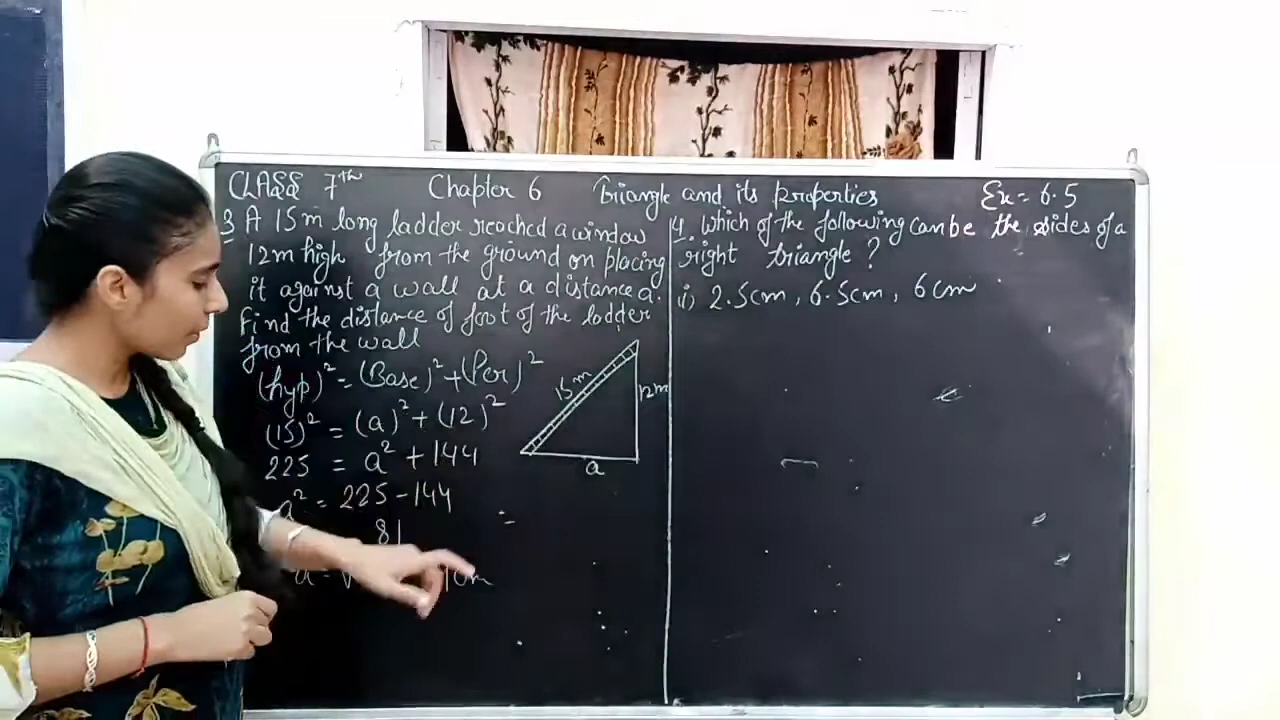 CLASS 7th Chapter 6 Triangle and its properties Ex = 6.5
3 A 15m long ladder reached a window
12m high from the ground on placing
it against a wall at a distance a.
Find the distance of foot of the ladder
from the wall
(hyp)² = (Base)² + (Per)²
(15)² = (a)² + (12)²
225 = a² + 144
a² = 225 - 144
81
a = √
15m
12m
a
4. Which of the following can be the sides of a
right triangle ?
i) 2.5cm, 6.5cm, 6cm